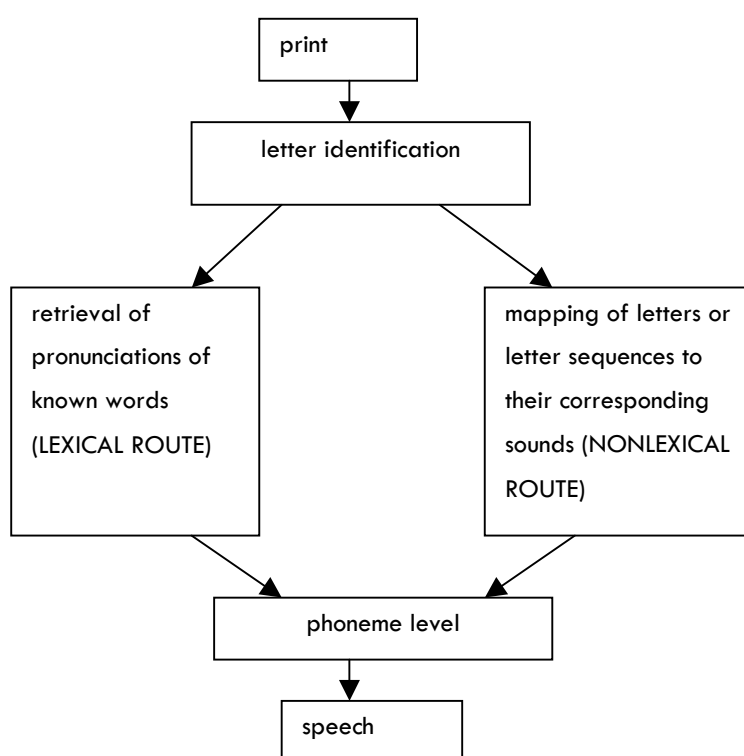 print
letter identification
retrieval of
pronunciations of
known words
(LEXICAL ROUTE)
mapping of letters or
letter sequences to
their corresponding
sounds (NONLEXICAL
ROUTE)
phoneme level
speech